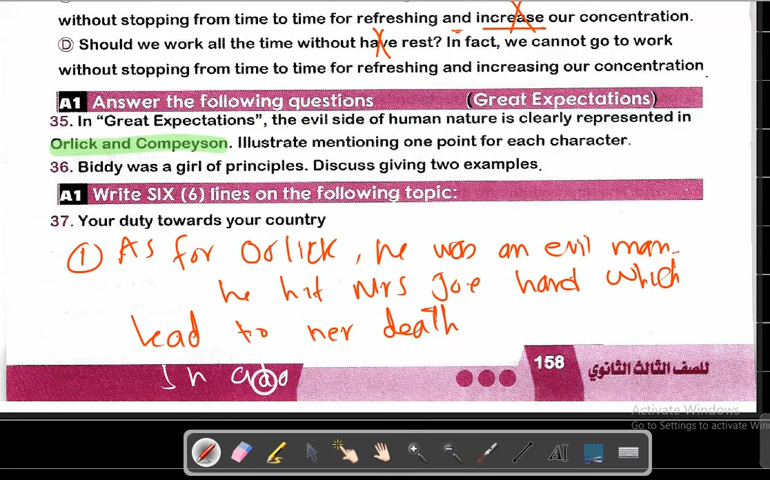 without stopping from time to time for refreshing and increase our concentration.
D Should we work all the time without have rest? In fact, we cannot go to work
without stopping from time to time for refreshing and increasing our concentration
A1 Answer the following questions (Great Expectations)
35. In “Great Expectations”, the evil side of human nature is clearly represented in
Orlick and Compeyson. Illustrate mentioning one point for each character.
36. Biddy was a girl of principles. Discuss giving two examples.
A1 Write SIX (6) lines on the following topic:
37. Your duty towards your country
① As for Orlick, he was an evil man.
he hit Mrs Joe hard which
lead to her death
In
158 للصف الثالث الثانوي
Activate Windows
Go to Settings to activate Win
AI